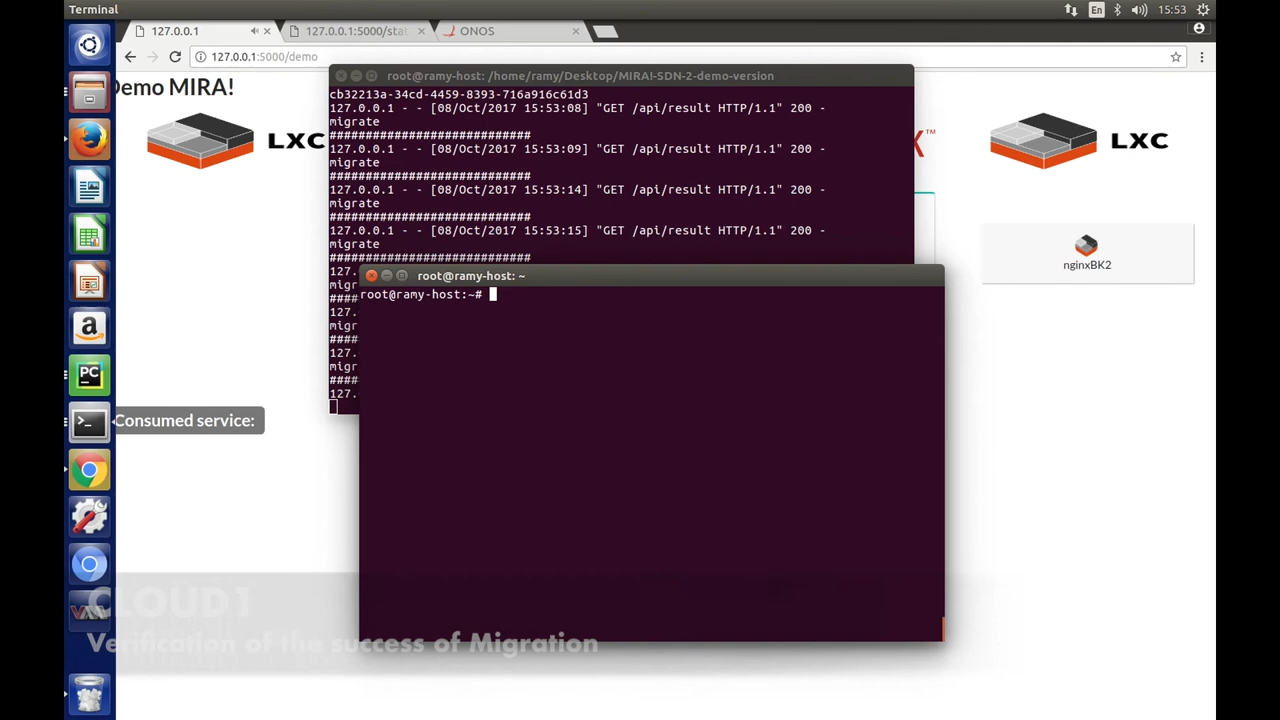 Terminal
En
15:53
127.0.0.1
127.0.0.1:5000/stat
ONOS
127.0.0.1:5000/demo
Demo MIRA!
LXC
X™
LXC
root@ramy-host: /home/ramy/Desktop/MIRA!-SDN-2-demo-version
cb32213a-34cd-4459-8393-716a916c61d3
127.0.0.1 - - [08/Oct/2017 15:53:08] "GET /api/result HTTP/1.1" 200 -
migrate
###########################
127.0.0.1 - - [08/Oct/2017 15:53:09] "GET /api/result HTTP/1.1" 200 -
migrate
###########################
127.0.0.1 - - [08/Oct/2017 15:53:14] "GET /api/result HTTP/1.1" 200 -
migrate
###########################
127.0.0.1 - - [08/Oct/2017 15:53:15] "GET /api/result HTTP/1.1" 200 -
migrate
###########################
127.
migr
####
127.
migr
####
127.
migr
####
127.
nginxBK2
root@ramy-host: ~
root@ramy-host:~#
PC
Consumed service:
CLOUD1
Verification of the success of Migration